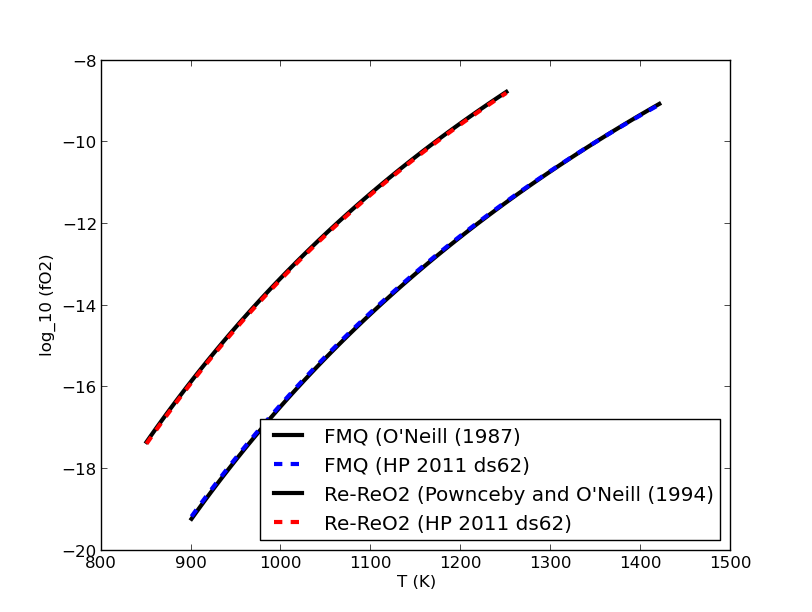 −8
−10
−12
−14
−16
−18
−20
log_10 (fO2)
800
900
1000
1100
1200
1300
1400
1500
T (K)
FMQ (O'Neill (1987)
FMQ (HP 2011 ds62)
Re-ReO2 (Pownceby and O'Neill (1994)
Re-ReO2 (HP 2011 ds62)